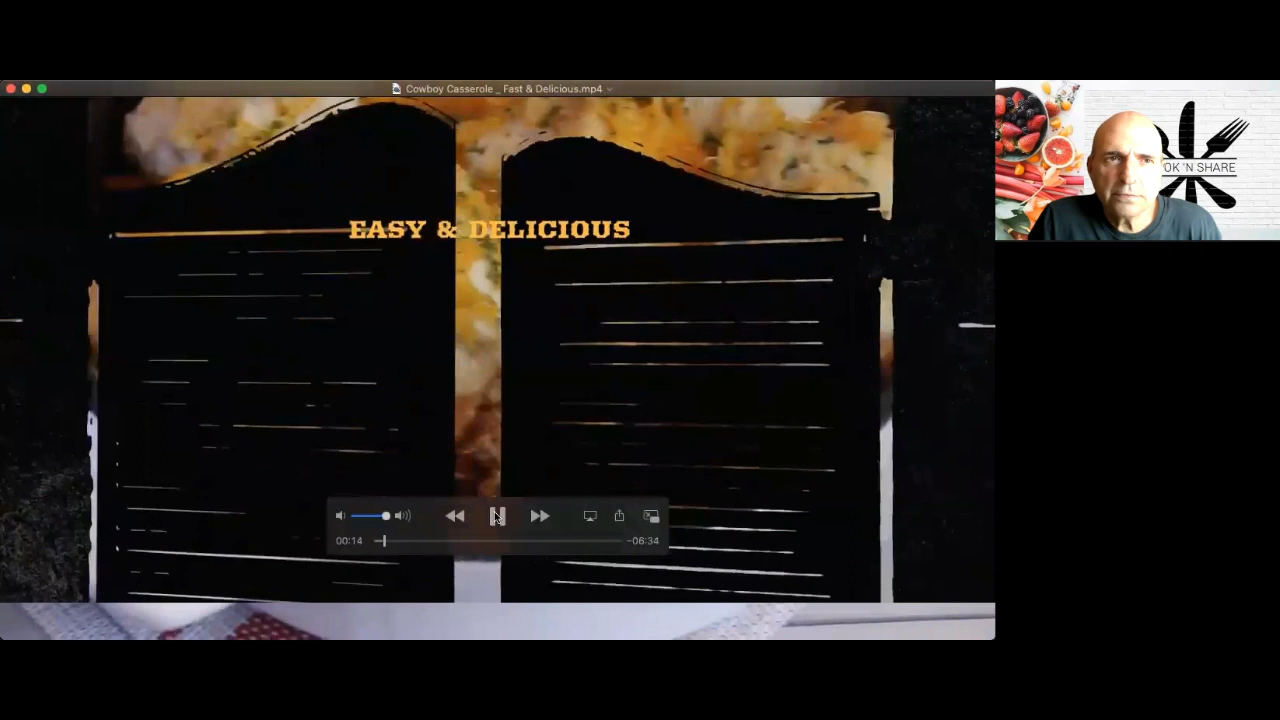 Cowboy Casserole _ Fast & Delicious.mp4
EASY & DELICIOUS
OK 'N SHARE
00:14
-06:34